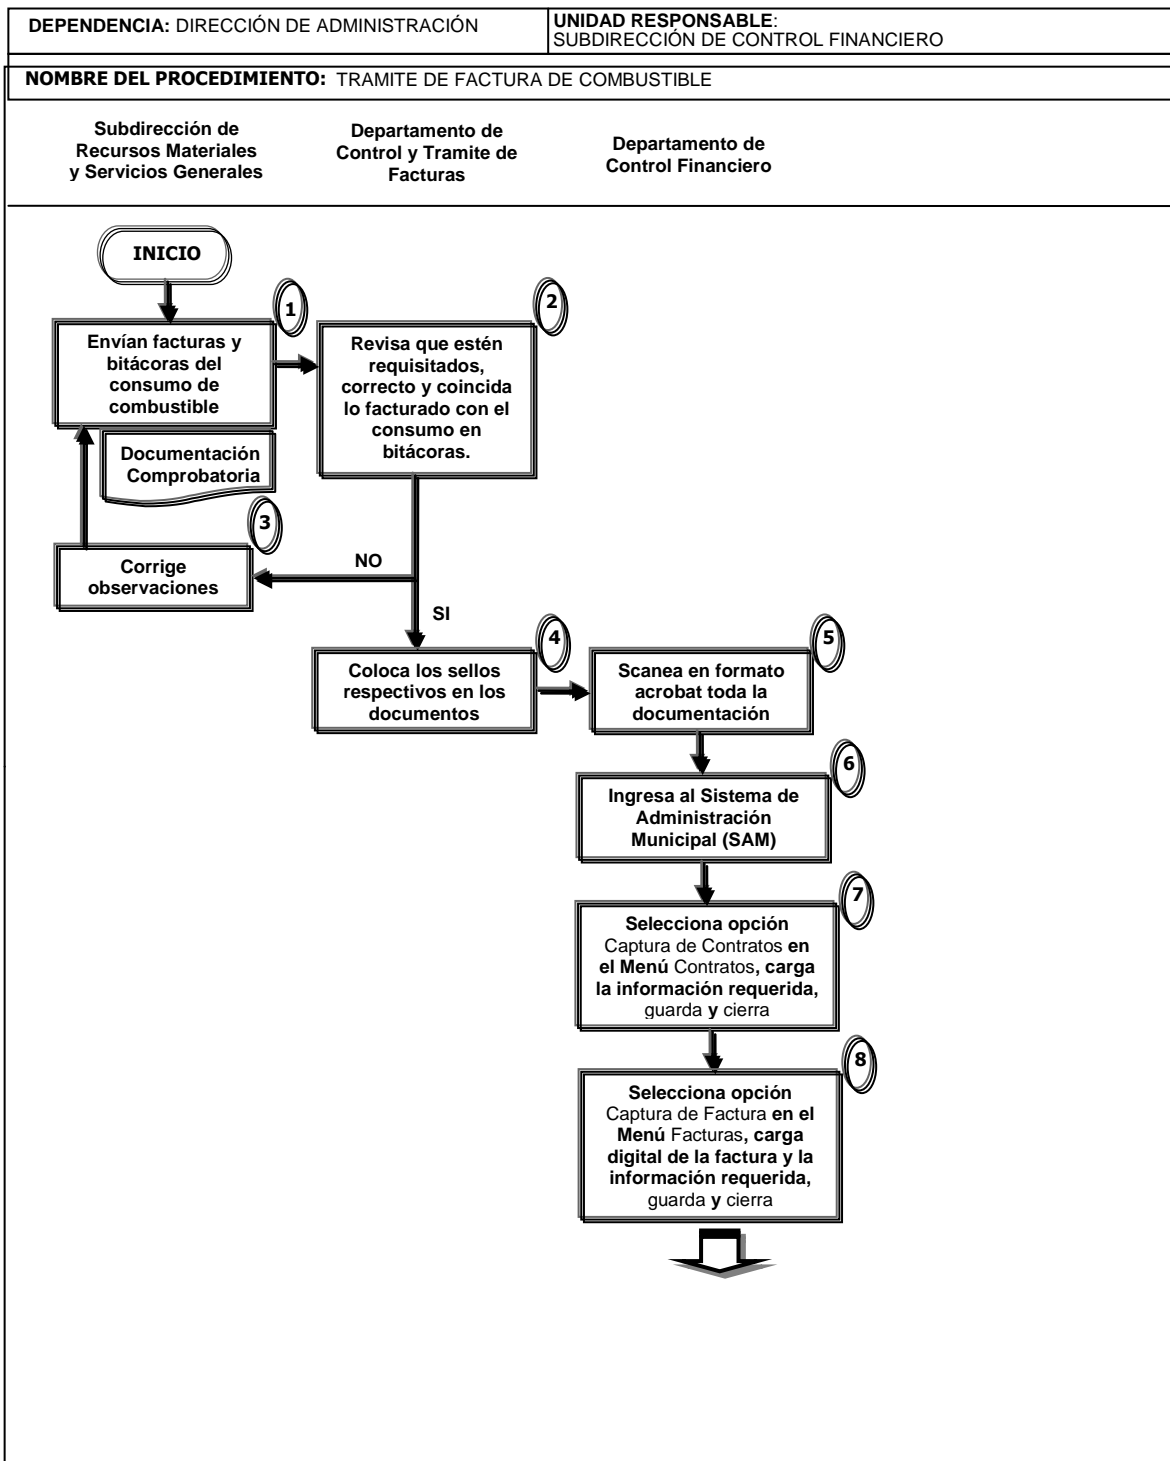 DEPENDENCIA: DIRECCIÓN DE ADMINISTRACIÓN
UNIDAD RESPONSABLE:
SUBDIRECCIÓN DE CONTROL FINANCIERO
NOMBRE DEL PROCEDIMIENTO: TRAMITE DE FACTURA DE COMBUSTIBLE
Subdirección de
Recursos Materiales
y Servicios Generales
Departamento de
Control y Tramite de
Facturas
Departamento de
Control Financiero
INICIO
1
Envían facturas y
bitácoras del
consumo de
combustible
Documentación
Comprobatoria
2
Revisa que estén
requisitados,
correcto y coincida
lo facturado con el
consumo en
bitácoras.
3
Corrige
observaciones
NO
SI
4
Coloca los sellos
respectivos en los
documentos
5
Scanea en formato
acrobat toda la
documentación
6
Ingresa al Sistema de
Administración
Municipal (SAM)
7
Selecciona opción
Captura de Contratos en
el Menú Contratos, carga
la información requerida,
guarda y cierra
8
Selecciona opción
Captura de Factura en el
Menú Facturas, carga
digital de la factura y la
información requerida,
guarda y cierra